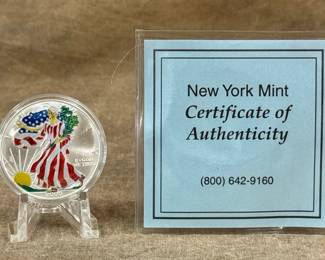 New York Mint
Certificate of
Authenticity
(800) 642-9160